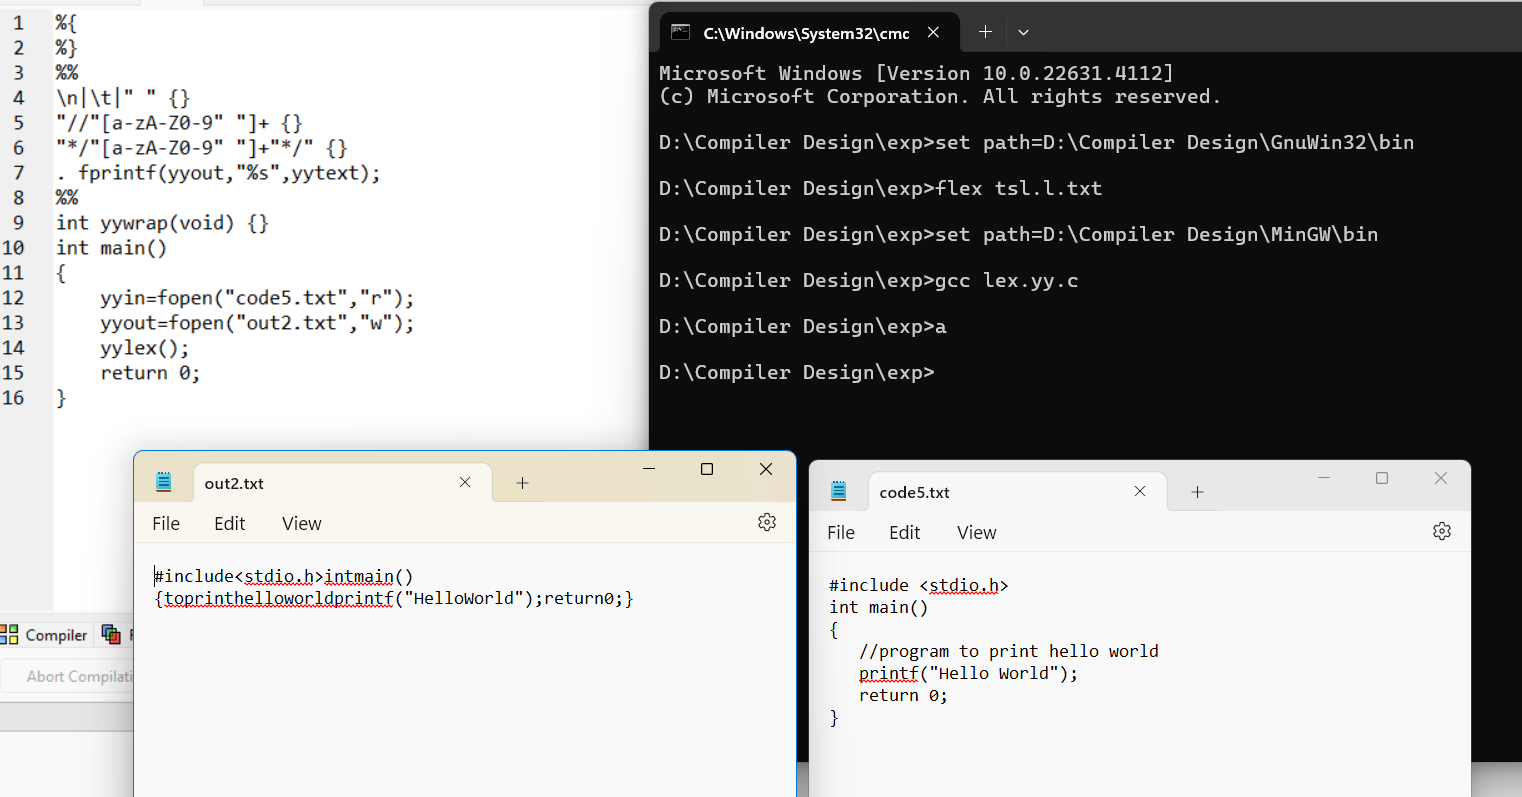 1 %{
2 %}
3 %%
4 \n|\t|" " {}
5 "//"[a-zA-Z0-9" "]+ {}
6 "*/"[a-zA-Z0-9" "]+"*/" {}
7 . fprintf(yyout,"%s",yytext);
8 %%
9 int yywrap(void) {}
10 int main()
11 {
12 yyin=fopen("code5.txt","r");
13 yyout=fopen("out2.txt","w");
14 yylex();
15 return 0;
16 }
Compiler
Abort Compilati
C:\Windows\System32\cmc
Microsoft Windows [Version 10.0.22631.4112]
(c) Microsoft Corporation. All rights reserved.
D:\Compiler Design\exp>set path=D:\Compiler Design\GnuWin32\bin
D:\Compiler Design\exp>flex tsl.l.txt
D:\Compiler Design\exp>set path=D:\Compiler Design\MinGW\bin
D:\Compiler Design\exp>gcc lex.yy.c
D:\Compiler Design\exp>a
D:\Compiler Design\exp>
out2.txt
File Edit View
#include<stdio.h>intmain()
{toprinthelloworldprintf("HelloWorld");return0;}
code5.txt
File Edit View
#include <stdio.h>
int main()
{
//program to print hello world
printf("Hello World");
return 0;
}